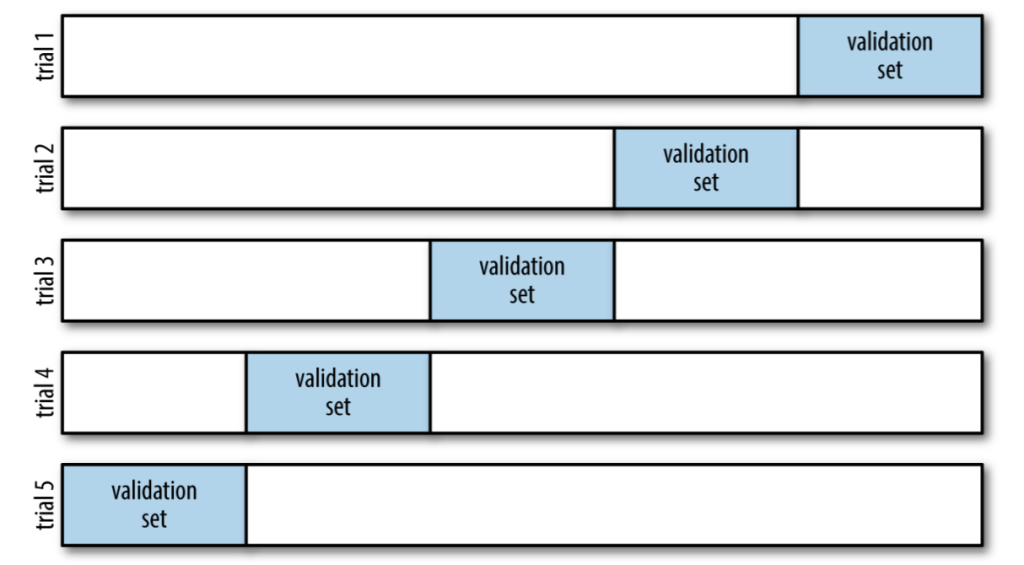 trial 1
validation
set
trial 2
validation
set
trial 3
validation
set
trial 4
validation
set
trial 5
validation
set